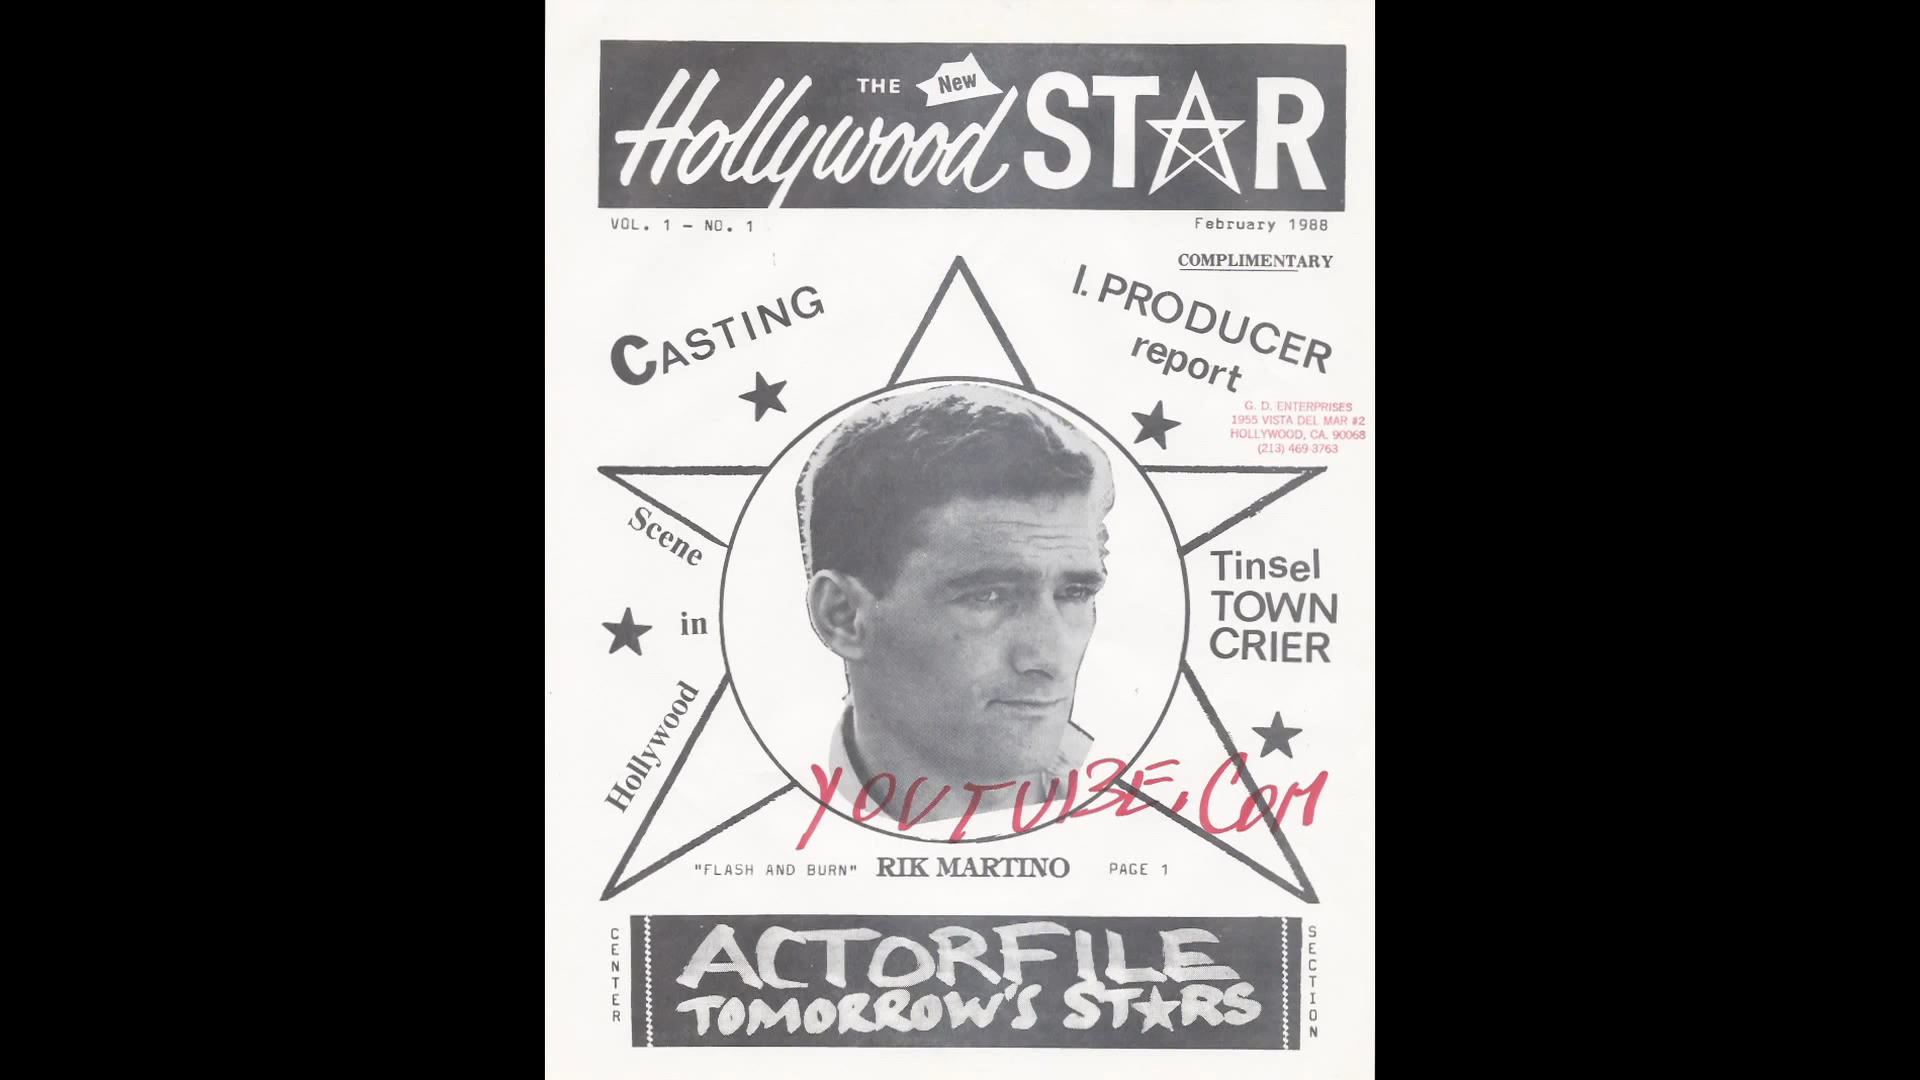 THE New
Hollywood STAR
VOL. 1 - NO. 1
February 1988
COMPLIMENTARY
CASTING
I. PRODUCER
report
G. D. ENTERPRISES
1955 VISTA DEL MAR #2
HOLLYWOOD, CA. 90068
(213) 469-3763
Scene
in
Hollywood
Tinsel
TOWN
CRIER
YOUTUBE.COM
"FLASH AND BURN" RIK MARTINO PAGE 1
CENTER
ACTORFILE
TOMORROW'S STARS
SECTION